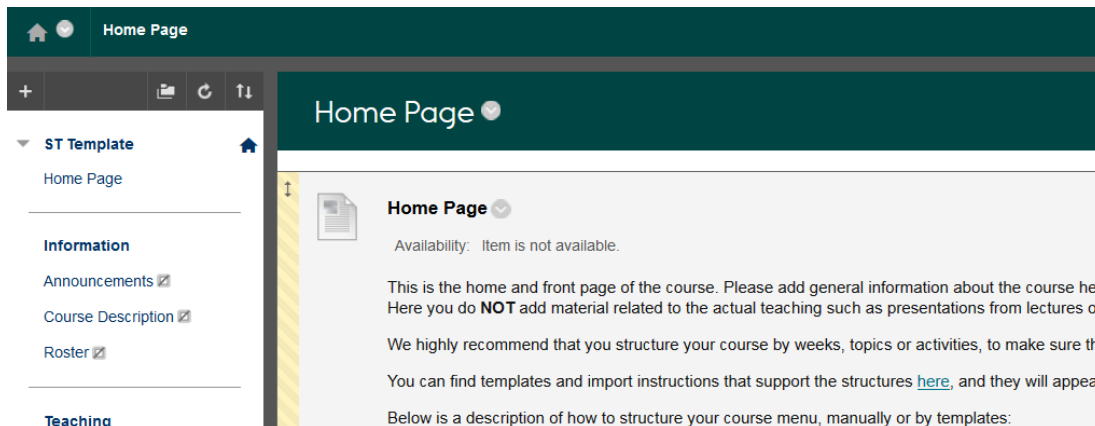 Home Page
ST Template
Home Page
Information
Announcements
Course Description
Roster
Teaching
Home Page
Home Page
Availability: Item is not available.
This is the home and front page of the course. Please add general information about the course
Here you do NOT add material related to the actual teaching such as presentations from lectures
We highly recommend that you structure your course by weeks, topics or activities, to make sure
You can find templates and import instructions that support the structures here, and they will
Below is a description of how to structure your course menu, manually or by templates: